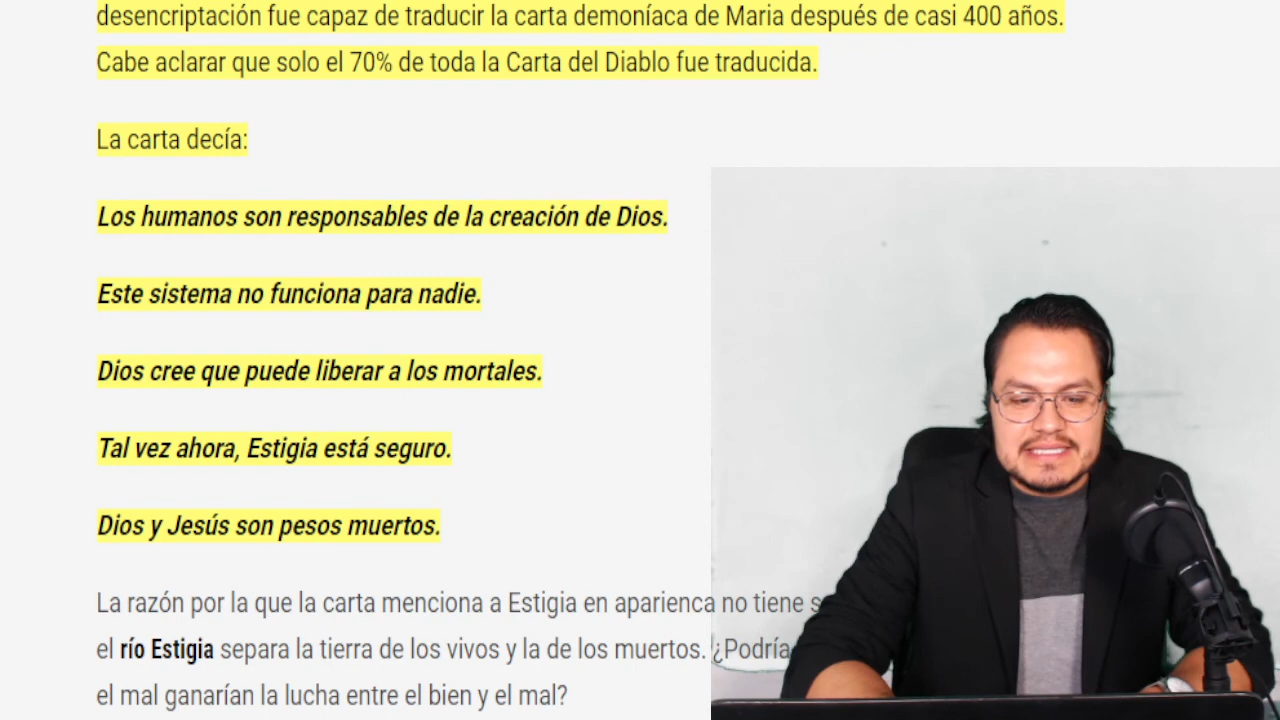 desencriptación fue capaz de traducir la carta demoníaca de Maria después de casi 400 años.
Cabe aclarar que solo el 70% de toda la Carta del Diablo fue traducida.
La carta decía:
Los humanos son responsables de la creación de Dios.
Este sistema no funciona para nadie.
Dios cree que puede liberar a los mortales.
Tal vez ahora, Estigia está seguro.
Dios y Jesús son pesos muertos.
La razón por la que la carta menciona a Estigia en aparienca no tiene
el río Estigia separa la tierra de los vivos y la de los muertos. ¿Podría
el mal ganarían la lucha entre el bien y el mal?